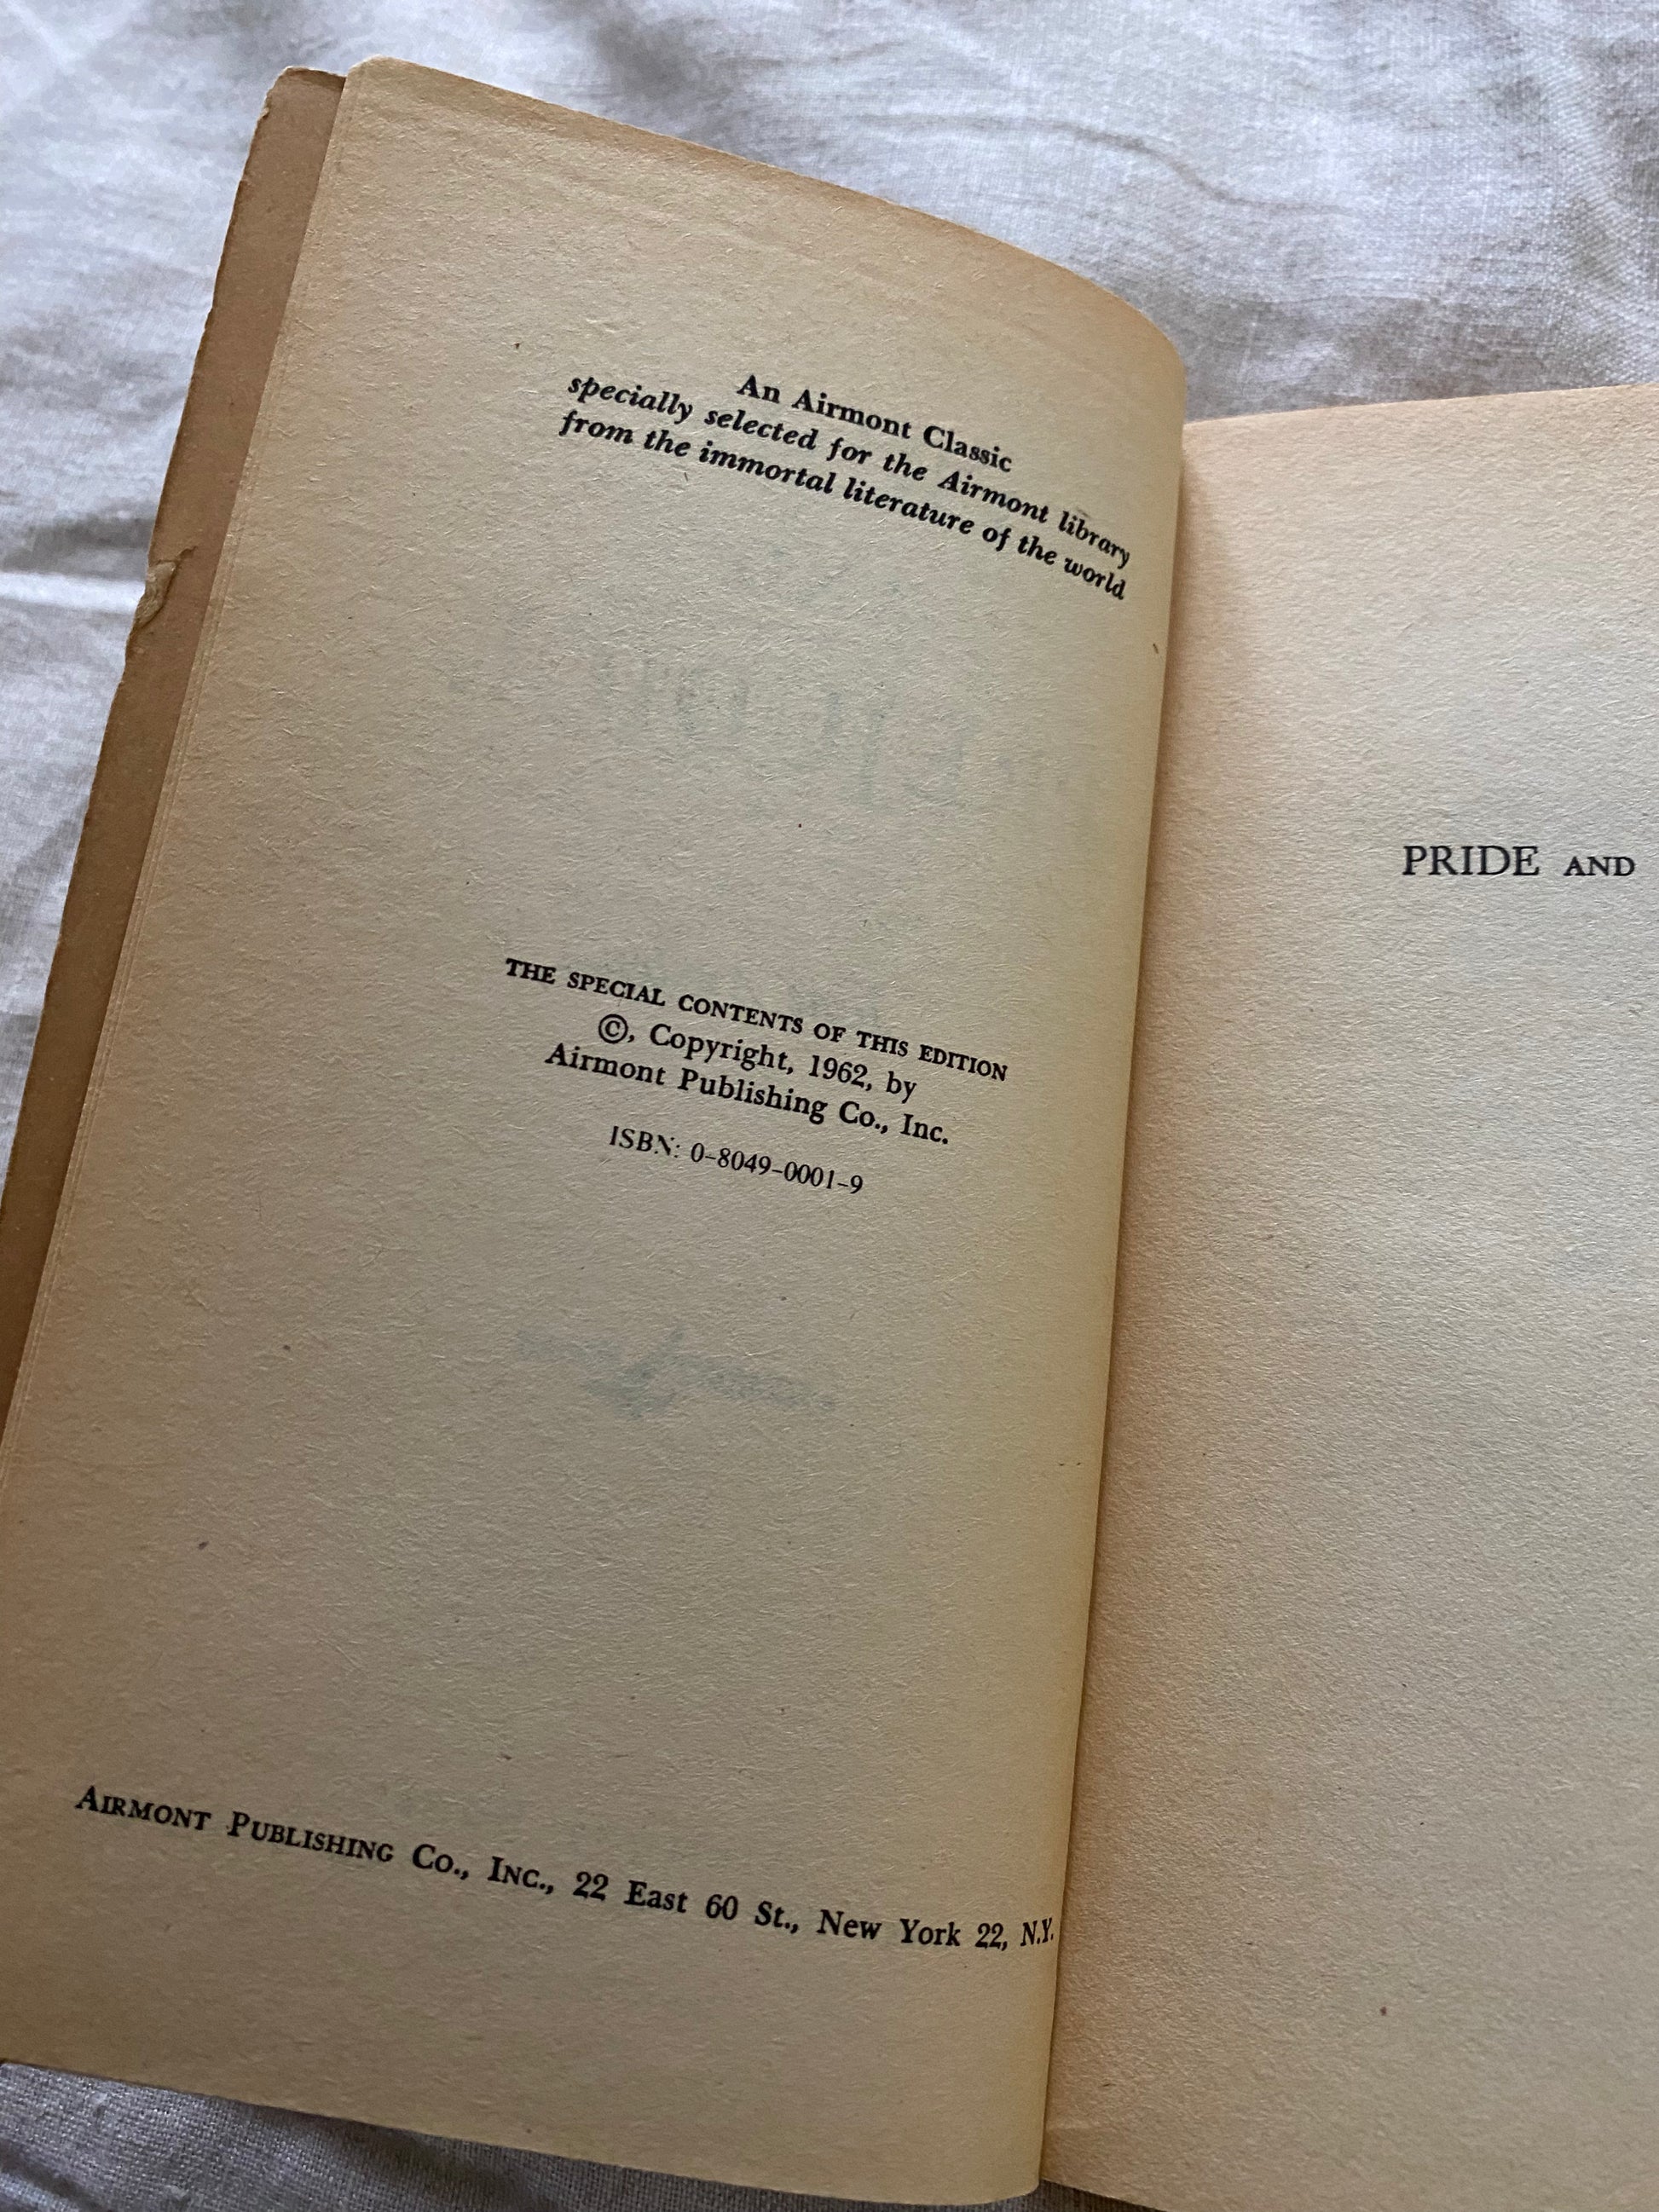 An Airmont Classic
specially selected for the Airmont library
from the immortal literature of the world
THE SPECIAL CONTENTS OF THIS EDITION
©, Copyright, 1962, by
Airmont Publishing Co., Inc.
ISBN: 0-8049-0001-9
AIRMONT PUBLISHING CO., INC., 22 East 60 St., New York 22, N.Y.
PRIDE AND